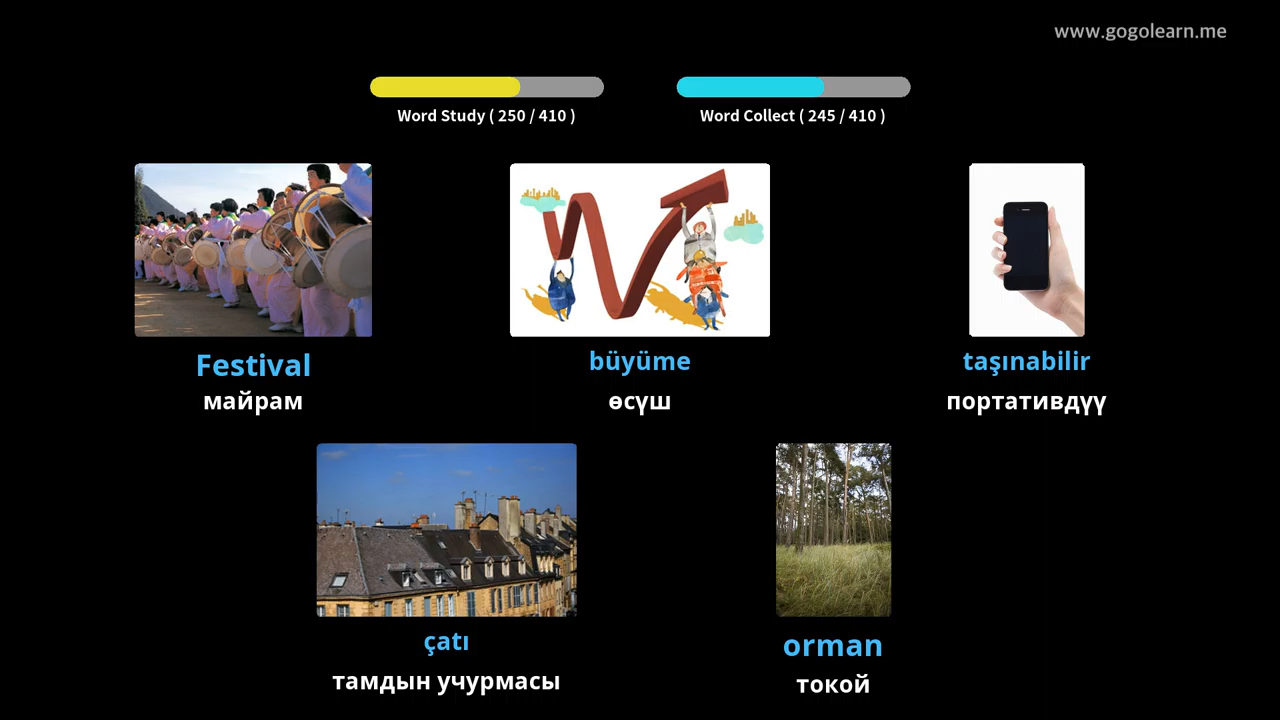 www.gogolearn.me
Word Study ( 250 / 410 )
Word Collect ( 245 / 410 )
Festival
майрам
büyüme
өсүш
taşınabilir
портативдүү
çatı
тамдын учурмасы
orman
токой